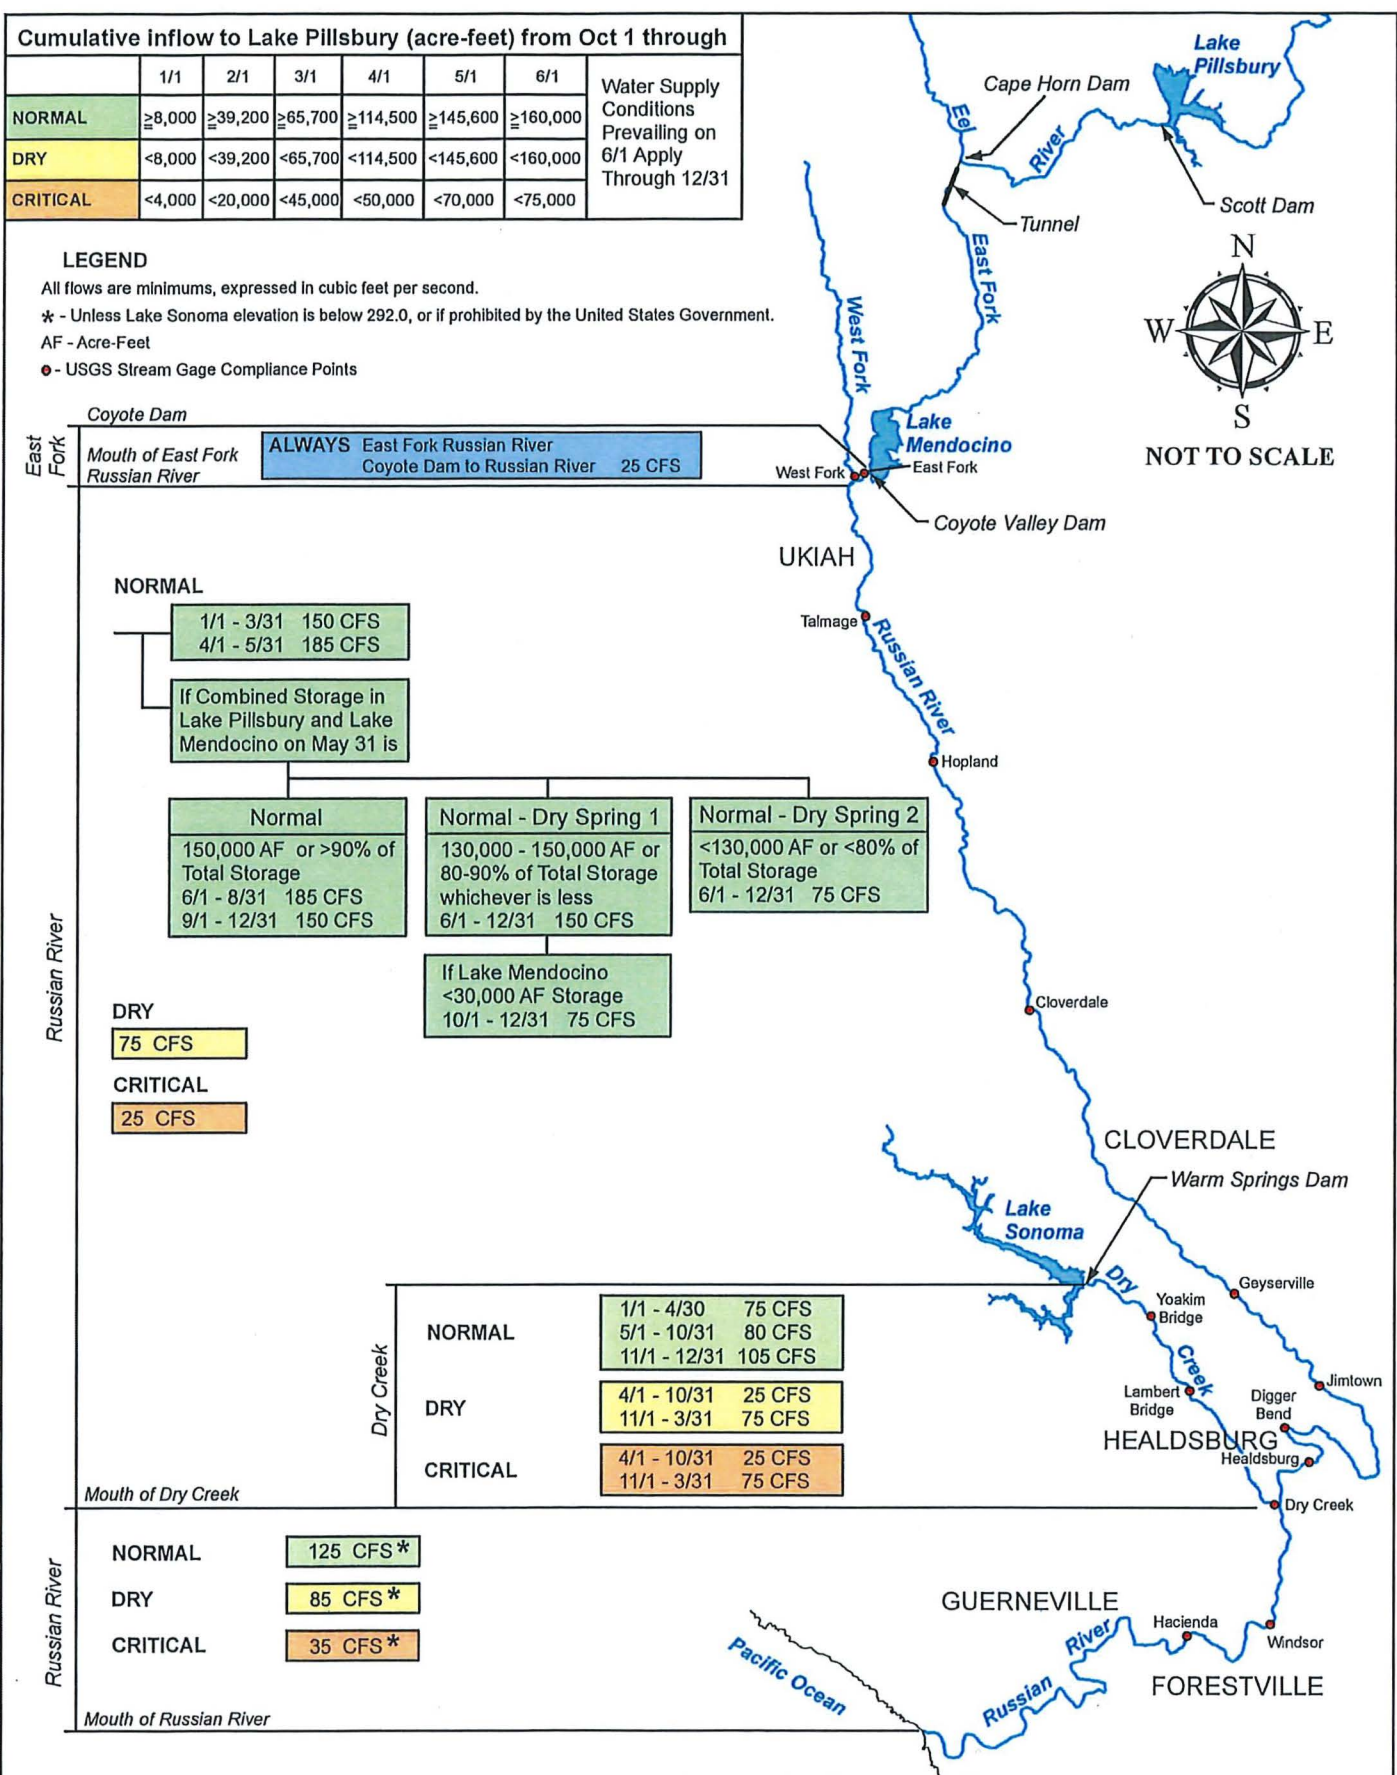 Cumulative inflow to Lake Pillsbury (acre-feet) from Oct 1 through
1/1 2/1 3/1 4/1 5/1 6/1
NORMAL ≥8,000 ≥39,200 ≥65,700 ≥114,500 ≥145,600 ≥160,000
DRY <8,000 <39,200 <65,700 <114,500 <145,600 <160,000
CRITICAL <4,000 <20,000 <45,000 <50,000 <70,000 <75,000
Water Supply
Conditions
Prevailing on
6/1 Apply
Through 12/31
LEGEND
All flows are minimums, expressed in cubic feet per second.
* - Unless Lake Sonoma elevation is below 292.0, or if prohibited by the United States Government.
AF - Acre-Feet
- USGS Stream Gage Compliance Points
Lake
Pillsbury
Cape Horn Dam
Eel
River
Scott Dam
Tunnel
East Fork
West Fork
N
W E
S
NOT TO SCALE
East
Fork
Coyote Dam
Mouth of East Fork
Russian River
ALWAYS East Fork Russian River
Coyote Dam to Russian River 25 CFS
Lake
Mendocino
West Fork
East Fork
Coyote Valley Dam
UKIAH
Talmage
Russian River
Hopland
Cloverdale
CLOVERDALE
Russian River
NORMAL
1/1 - 3/31 150 CFS
4/1 - 5/31 185 CFS
If Combined Storage in
Lake Pillsbury and Lake
Mendocino on May 31 is
Normal
150,000 AF or >90% of
Total Storage
6/1 - 8/31 185 CFS
9/1 - 12/31 150 CFS
Normal - Dry Spring 1
130,000 - 150,000 AF or
80-90% of Total Storage
whichever is less
6/1 - 12/31 150 CFS
If Lake Mendocino
<30,000 AF Storage
10/1 - 12/31 75 CFS
Normal - Dry Spring 2
<130,000 AF or <80% of
Total Storage
6/1 - 12/31 75 CFS
DRY
75 CFS
CRITICAL
25 CFS
Warm Springs Dam
Lake
Sonoma
Dry
Creek
Yoakim
Bridge
Geyserville
Lambert
Bridge
Jimtown
Digger
Bend
HEALDSBURG
Healdsburg
Dry Creek
Dry Creek
NORMAL
1/1 - 4/30 75 CFS
5/1 - 10/31 80 CFS
11/1 - 12/31 105 CFS
DRY
4/1 - 10/31 25 CFS
11/1 - 3/31 75 CFS
CRITICAL
4/1 - 10/31 25 CFS
11/1 - 3/31 75 CFS
Mouth of Dry Creek
Russian River
NORMAL 125 CFS*
DRY 85 CFS*
CRITICAL 35 CFS*
Mouth of Russian River
GUERNEVILLE
Hacienda
Windsor
FORESTVILLE
Russian
River
Pacific Ocean